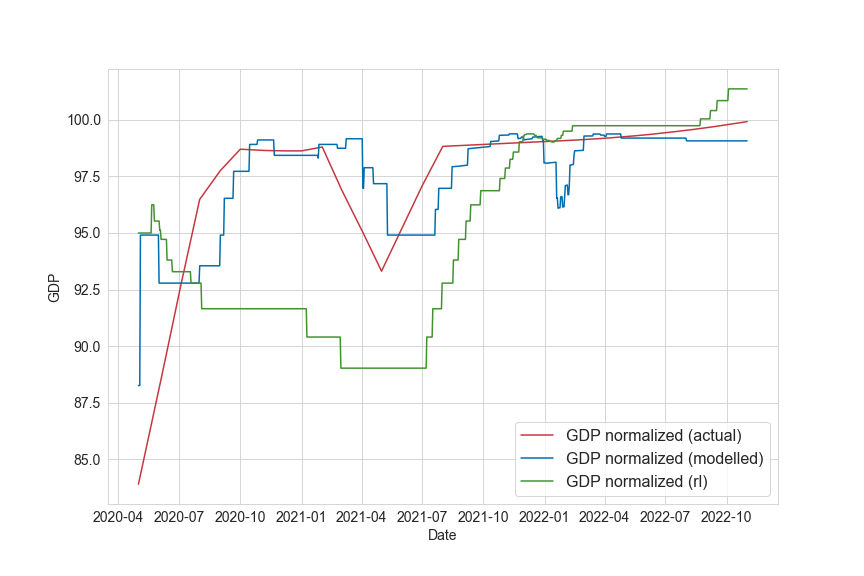 100.0
97.5
95.0
92.5
90.0
87.5
85.0
GDP
GDP normalized (actual)
GDP normalized (modelled)
GDP normalized (rl)
2020-04 2020-07 2020-10 2021-01 2021-04 2021-07 2021-10 2022-01 2022-04 2022-07 2022-10
Date